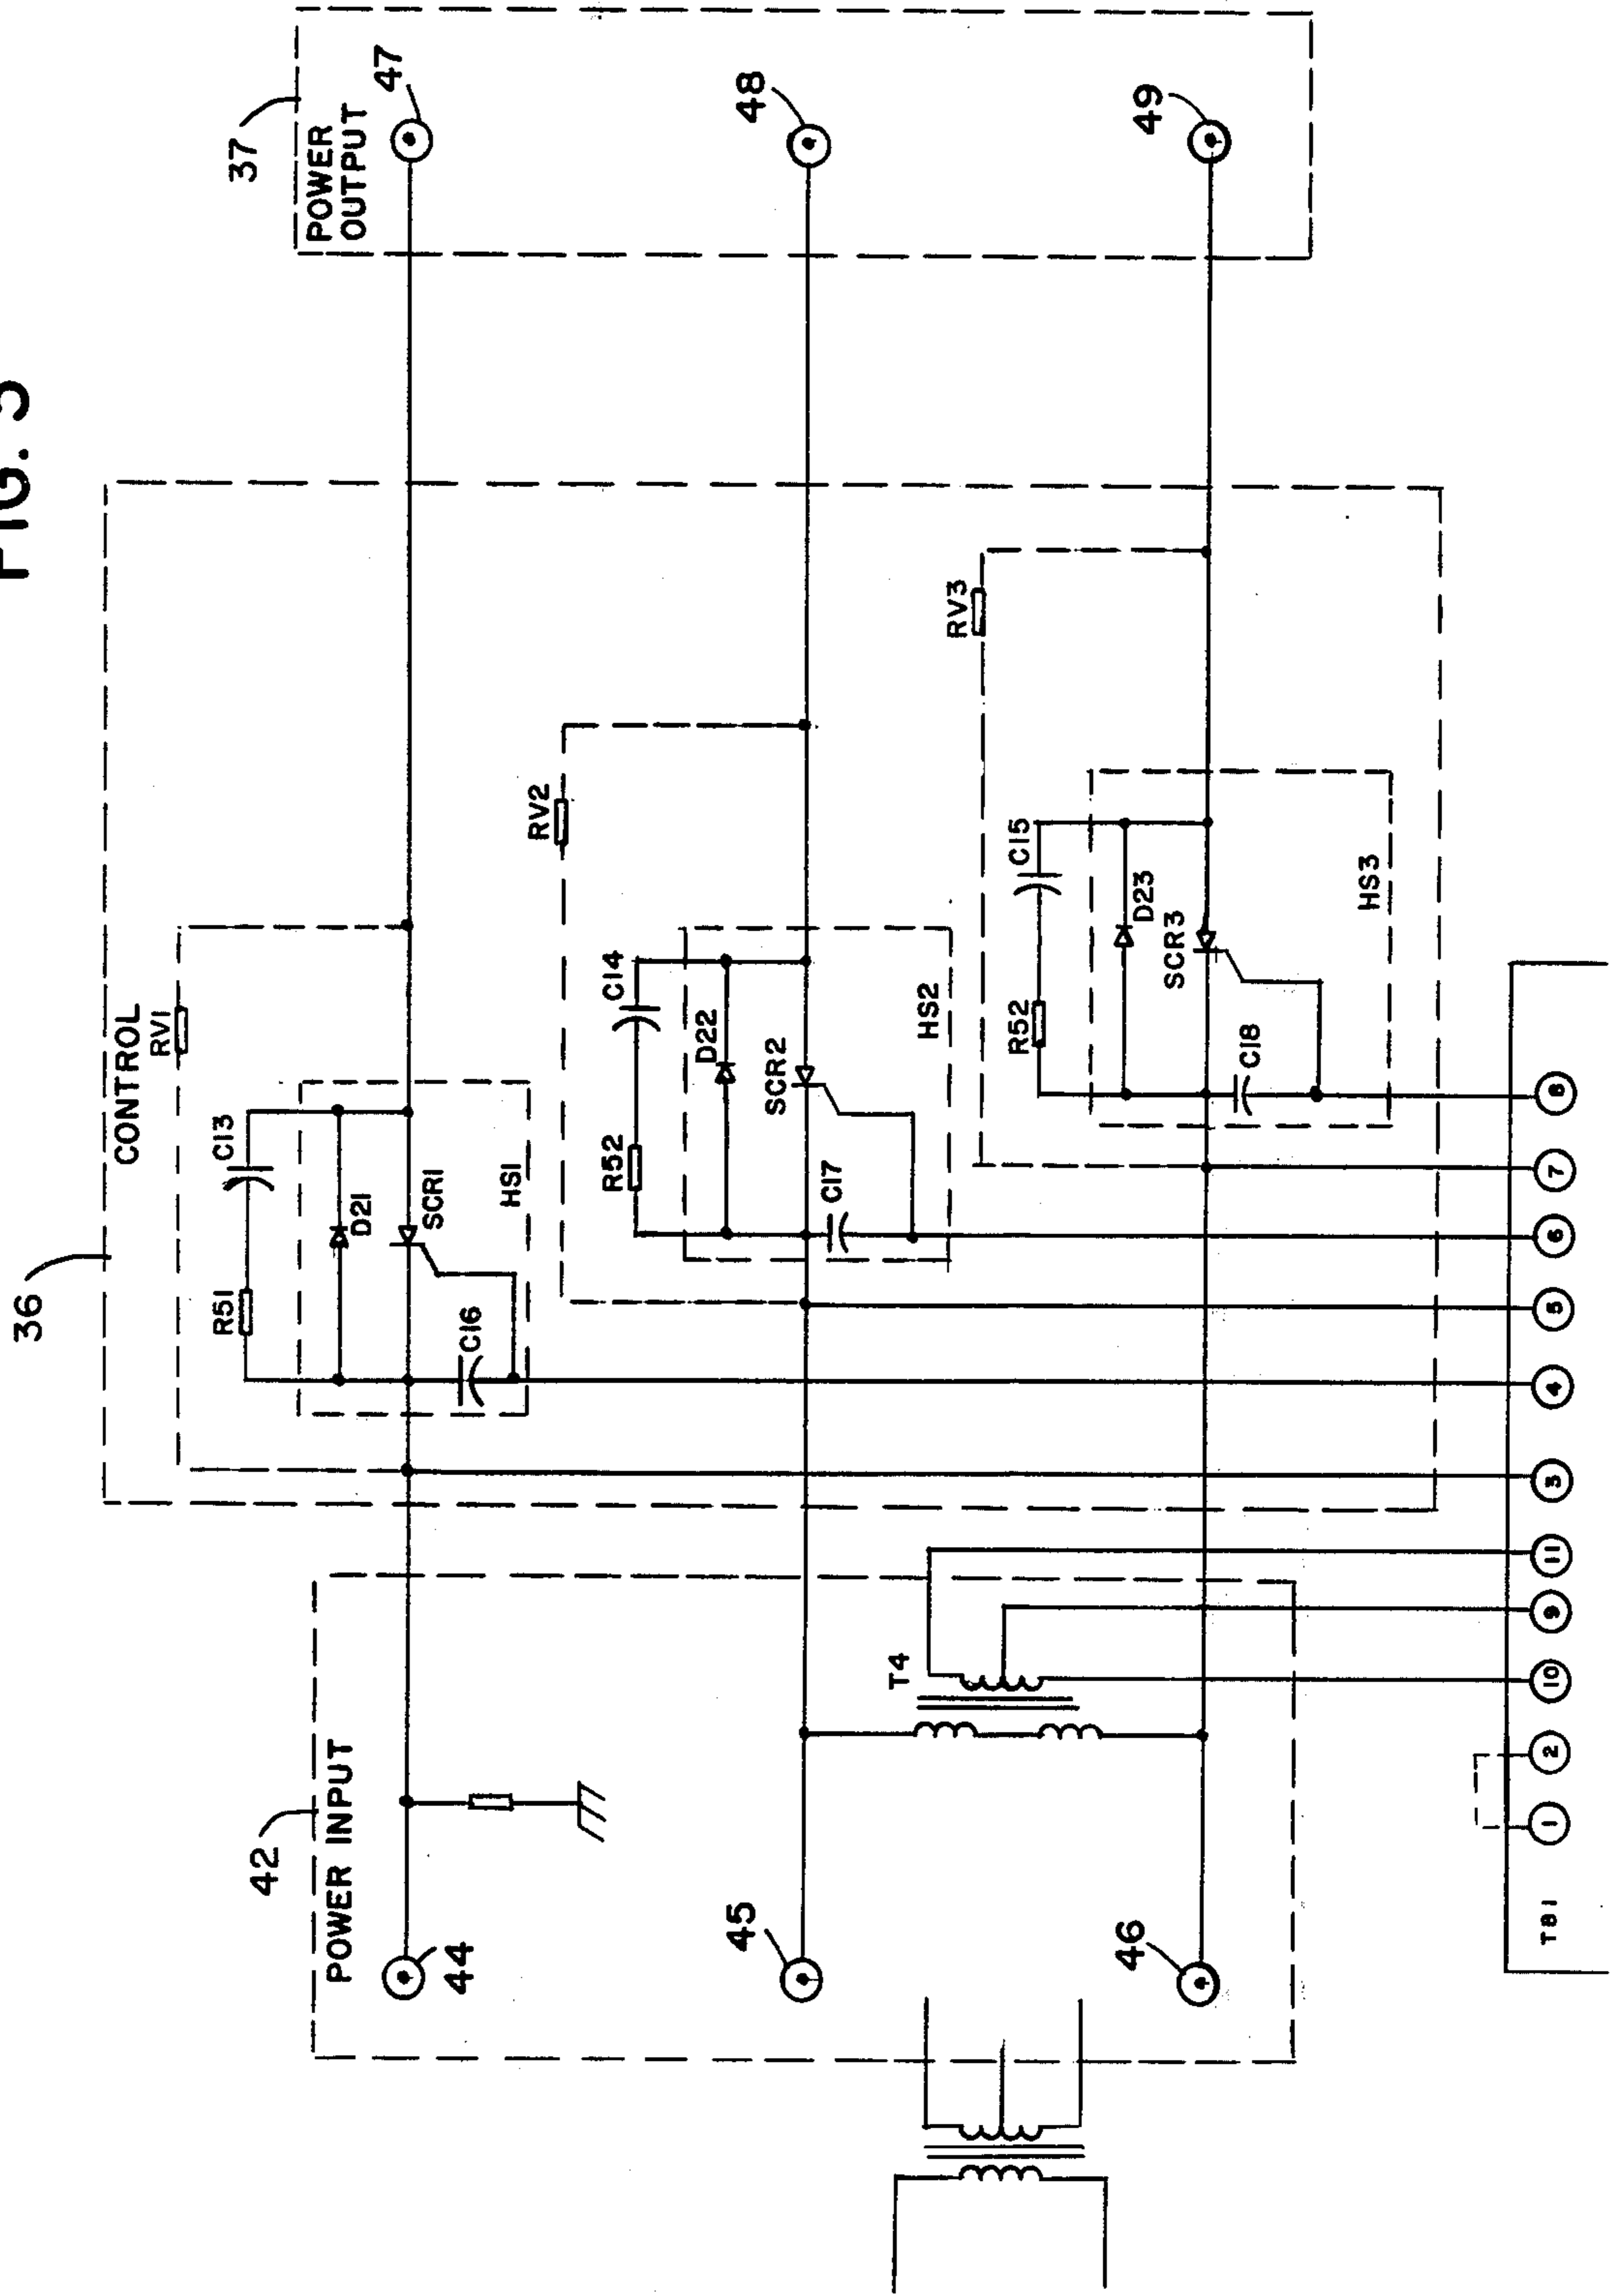 36
CONTROL
RV1
C13
R51
D21
SCR1
HS1
C16
37
POWER
OUTPUT
47
48
49
RV2
C14
R52
D22
SCR2
HS2
C17
RV3
C15
R52
D23
SCR3
HS3
C18
42
POWER INPUT
44
45
46
T4
TB1
1
2
10
9
11
3
4
5
6
7
8